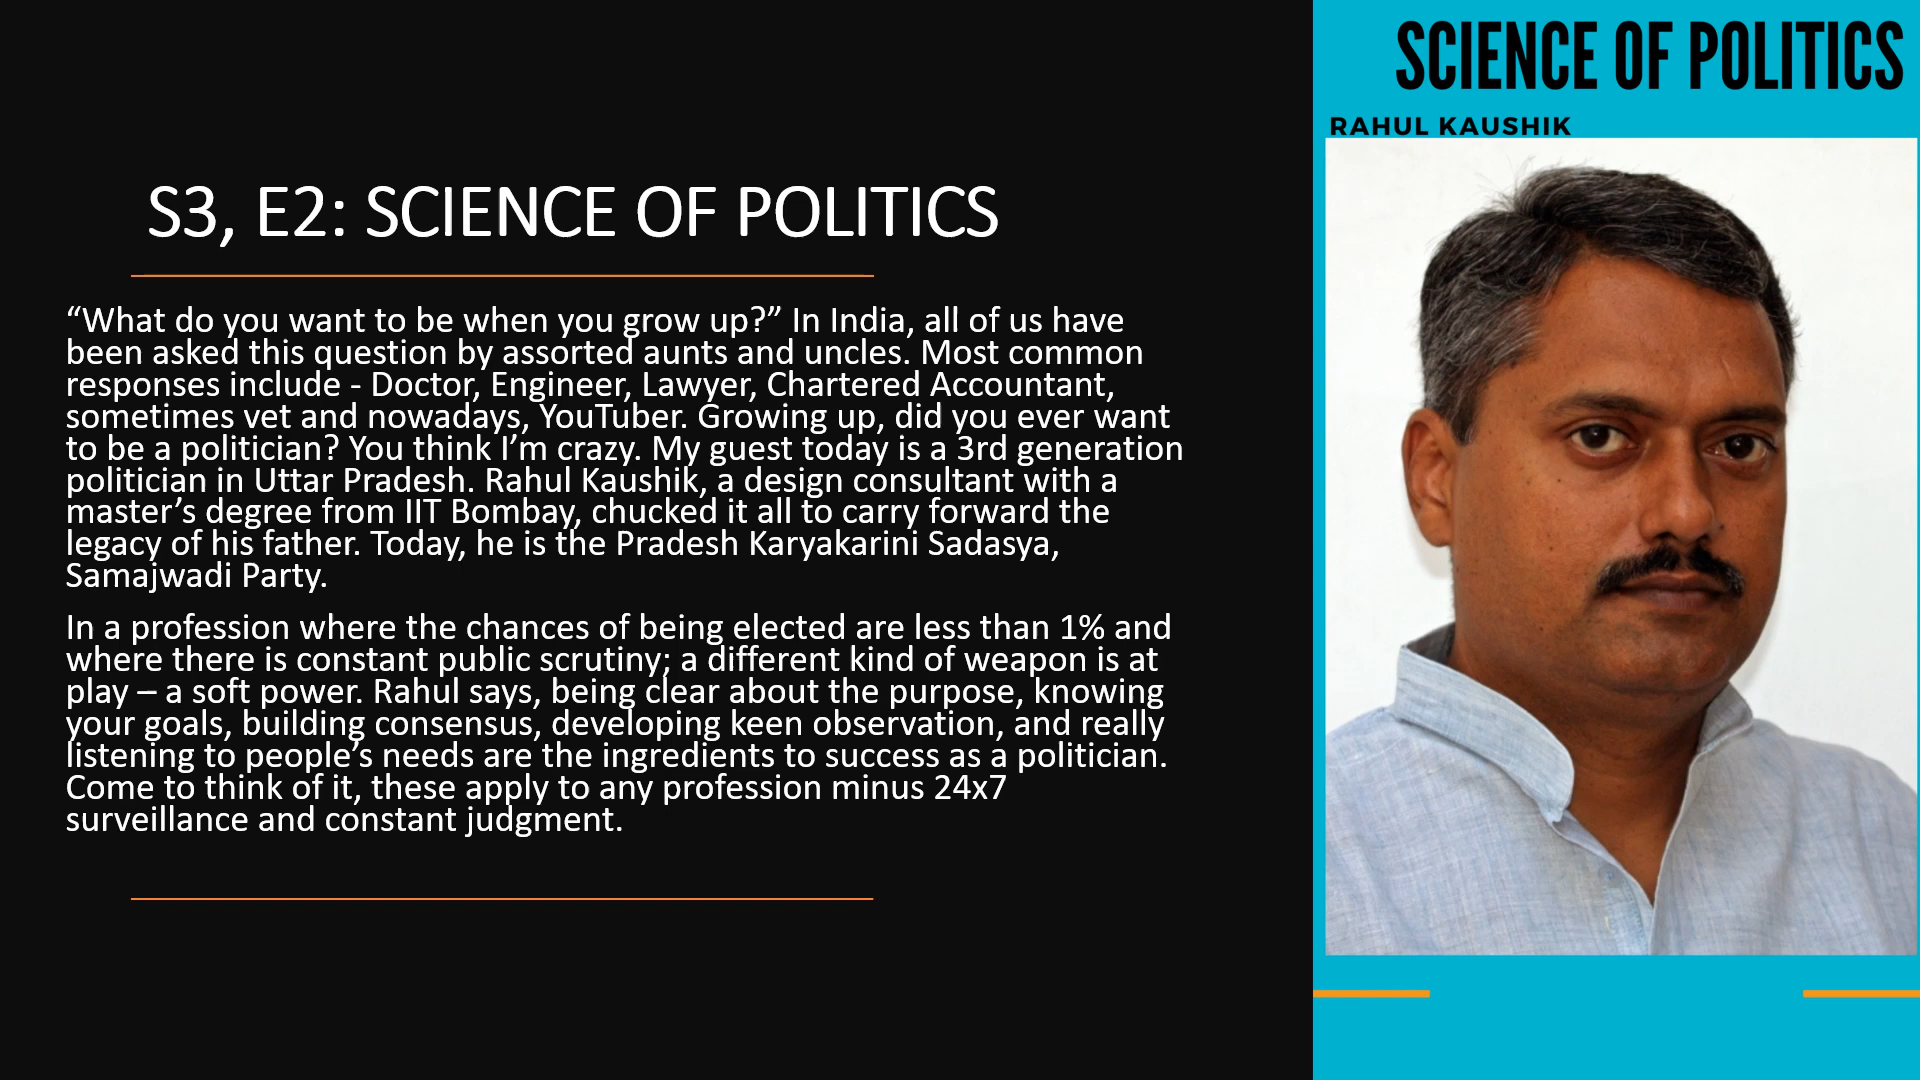 S3, E2: SCIENCE OF POLITICS
“What do you want to be when you grow up?” In India, all of us have
been asked this question by assorted aunts and uncles. Most common
responses include - Doctor, Engineer, Lawyer, Chartered Accountant,
sometimes vet and nowadays, YouTuber. Growing up, did you ever want
to be a politician? You think I’m crazy. My guest today is a 3rd generation
politician in Uttar Pradesh. Rahul Kaushik, a design consultant with a
master’s degree from IIT Bombay, chucked it all to carry forward the
legacy of his father. Today, he is the Pradesh Karyakarini Sadasya,
Samajwadi Party.
In a profession where the chances of being elected are less than 1% and
where there is constant public scrutiny; a different kind of weapon is at
play – a soft power. Rahul says, being clear about the purpose, knowing
your goals, building consensus, developing keen observation, and really
listening to people’s needs are the ingredients to success as a politician.
Come to think of it, these apply to any profession minus 24x7
surveillance and constant judgment.
SCIENCE OF POLITICS
RAHUL KAUSHIK